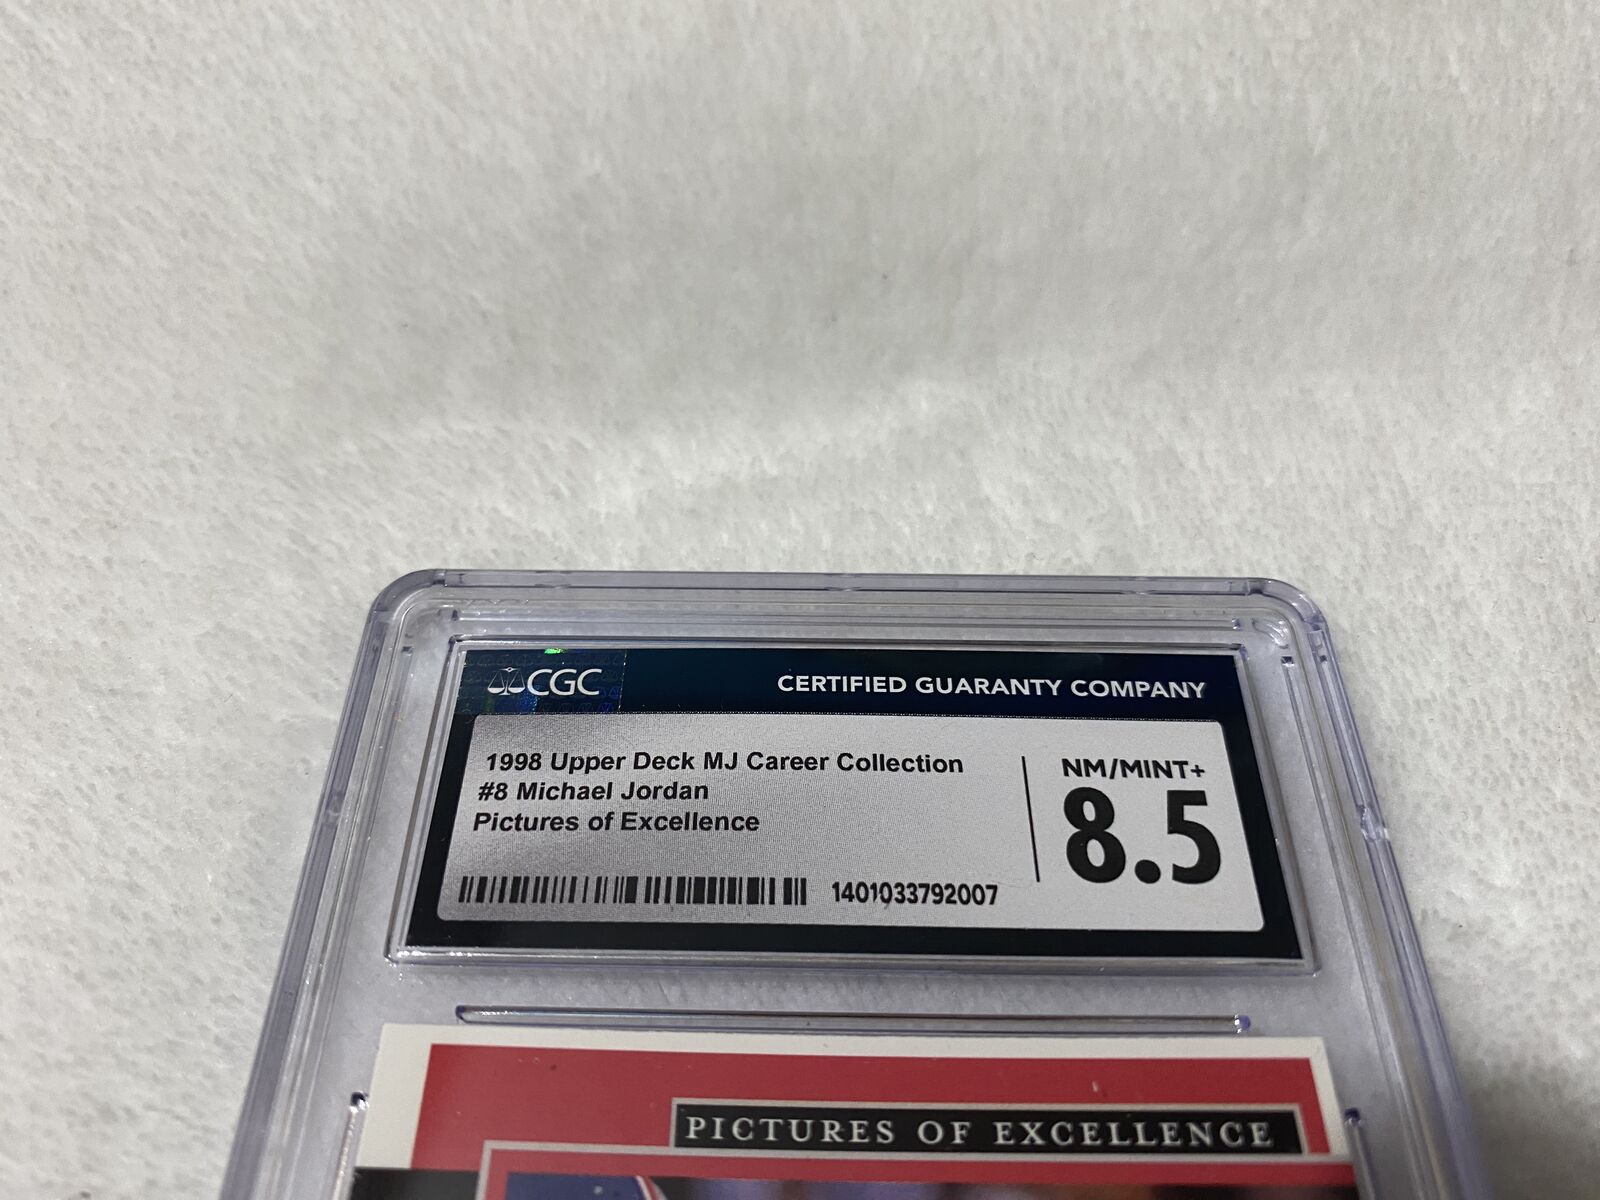 CGC
CERTIFIED GUARANTY COMPANY
1998 Upper Deck MJ Career Collection
#8 Michael Jordan
Pictures of Excellence
NM/MINT+
8.5
1401033792007
PICTURES OF EXCELLENCE